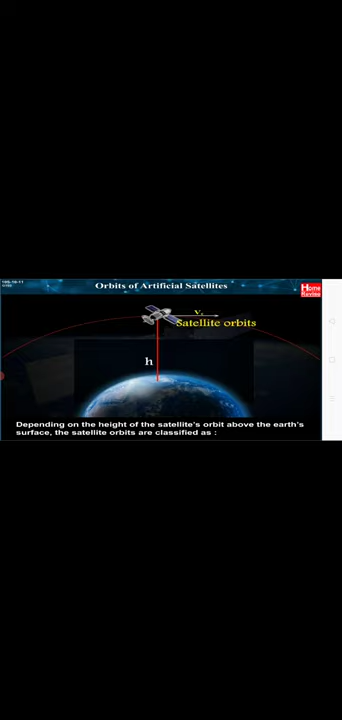 Orbits of Artificial Satellites
Home
Revise
Satellite orbits
h
Depending on the height of the satellite's orbit above the earth's
surface, the satellite orbits are classified as :